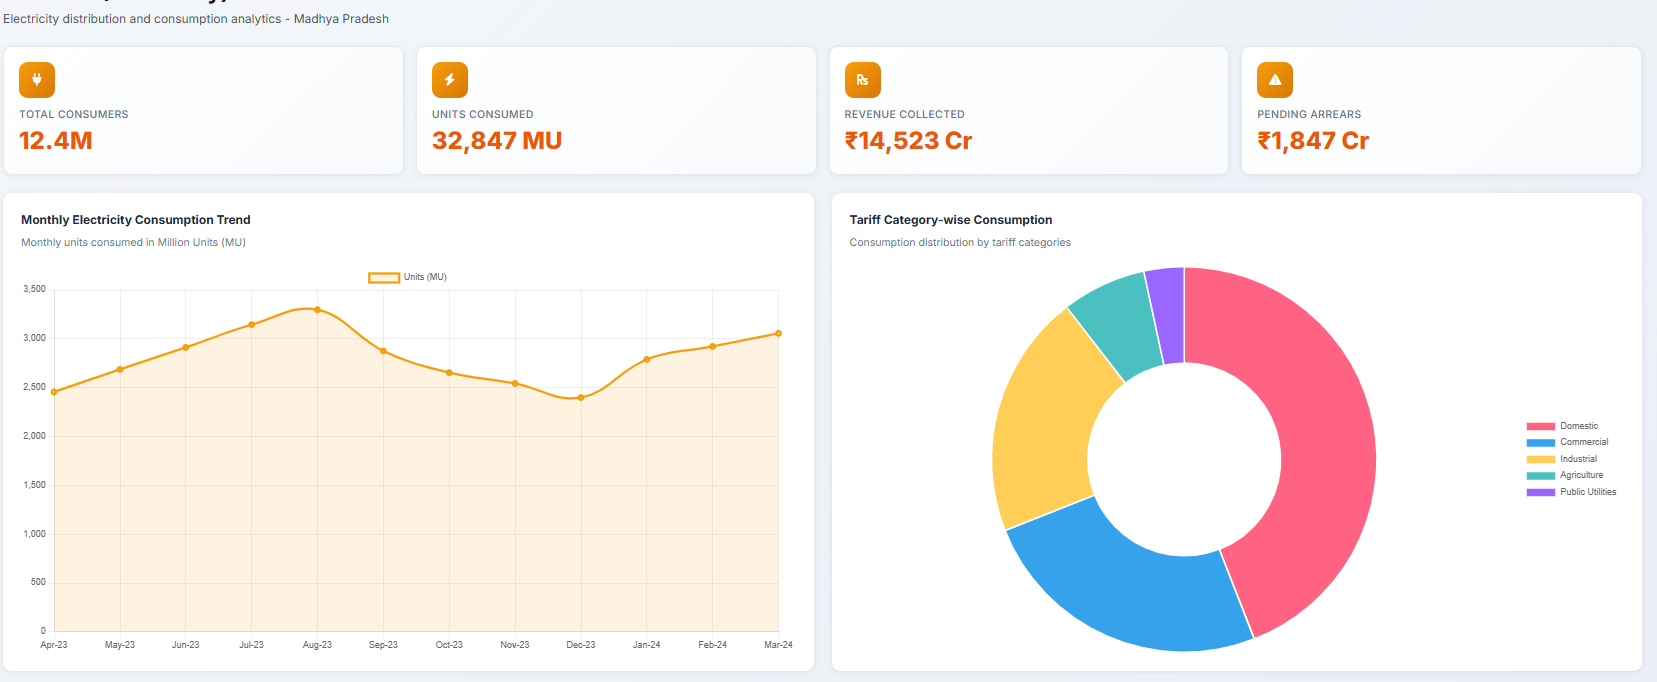 Electricity distribution and consumption analytics - Madhya Pradesh
TOTAL CONSUMERS
12.4M
UNITS CONSUMED
32,847 MU
Rs
REVENUE COLLECTED
₹14,523 Cr
PENDING ARREARS
₹1,847 Cr
Monthly Electricity Consumption Trend
Monthly units consumed in Million Units (MU)
Units (MU)
3,500
3,000
2,500
2,000
1,500
1,000
500
0
Apr-23 May-23 Jun-23 Jul-23 Aug-23 Sep-23 Oct-23 Nov-23 Dec-23 Jan-24 Feb-24 Mar-24
Tariff Category-wise Consumption
Consumption distribution by tariff categories
Domestic
Commercial
Industrial
Agriculture
Public Utilities